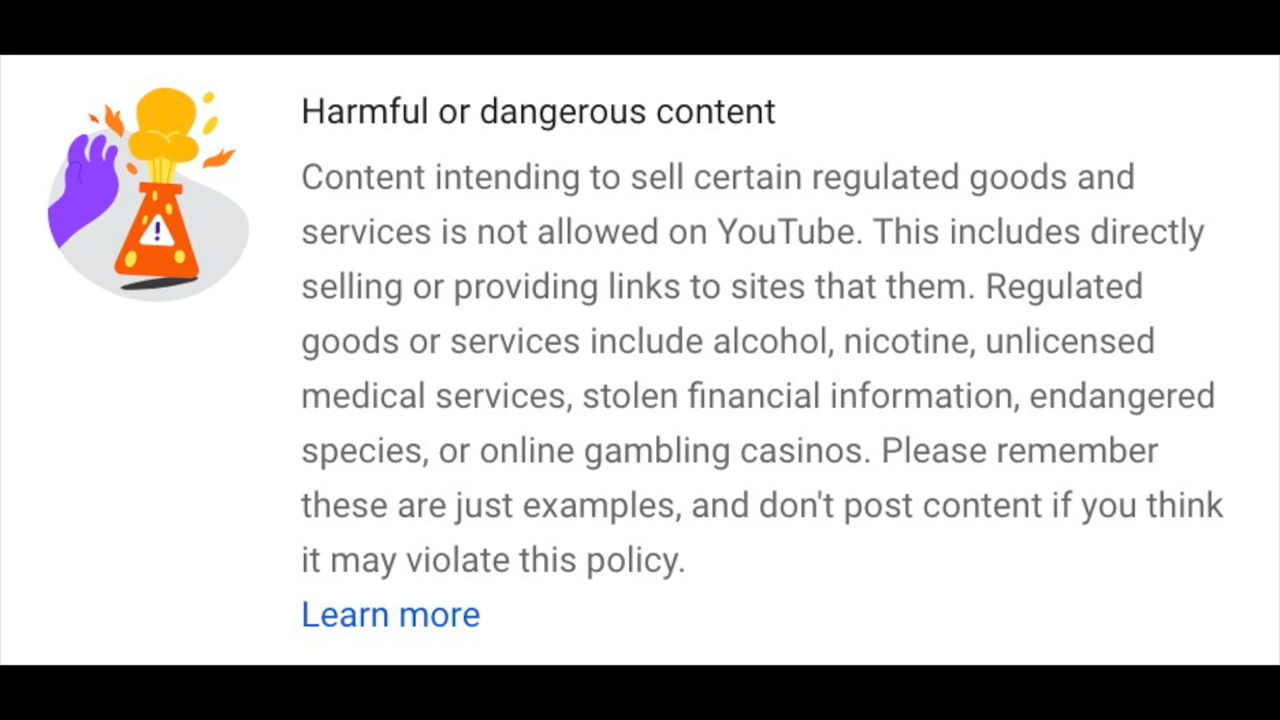 Harmful or dangerous content
Content intending to sell certain regulated goods and
services is not allowed on YouTube. This includes directly
selling or providing links to sites that them. Regulated
goods or services include alcohol, nicotine, unlicensed
medical services, stolen financial information, endangered
species, or online gambling casinos. Please remember
these are just examples, and don't post content if you think
it may violate this policy.
Learn more
!